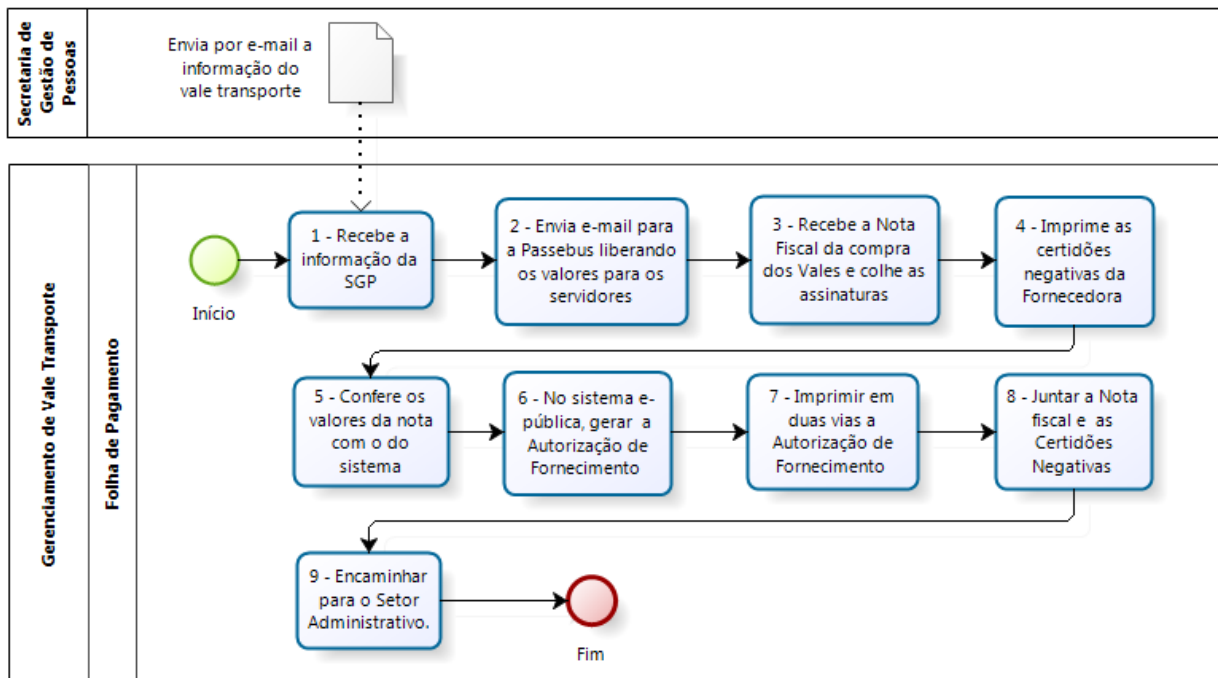 Secretaria de
Gestão de
Pessoas
Envia por e-mail a
informação do
vale transporte
Gerenciamento de Vale Transporte
Folha de Pagamento
Início
1 - Recebe a
informação da
SGP
2 - Envia e-mail para
a Passebus liberando
os valores para os
servidores
3 - Recebe a Nota
Fiscal da compra
dos Vales e colhe as
assinaturas
4 - Imprime as
certidões
negativas da
Fornecedora
5 - Confere os
valores da nota
com o do
sistema
6 - No sistema e-
pública, gerar a
Autorização de
Fornecimento
7 - Imprimir em
duas vias a
Autorização de
Fornecimento
8 - Juntar a Nota
fiscal e as
Certidões
Negativas
9 - Encaminhar
para o Setor
Administrativo.
Fim